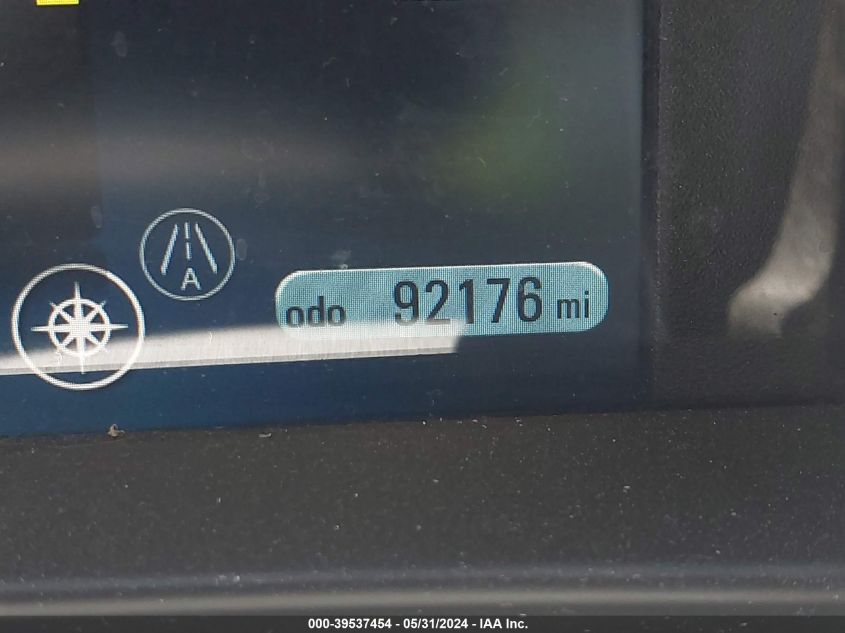 A
odo 92176 mi
000-39537454 - 05/31/2024 - IAA Inc.